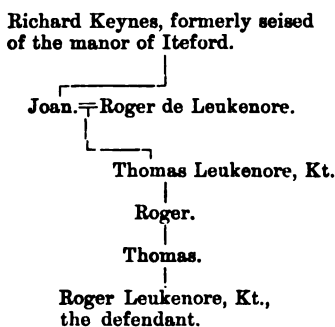 Richard Keynes, formerly seised
of the manor of Iteford.
Joan.=Roger de Leukenore.
Thomas Leukenore, Kt.
Roger.
Thomas.
Roger Leukenore, Kt.,
the defendant.